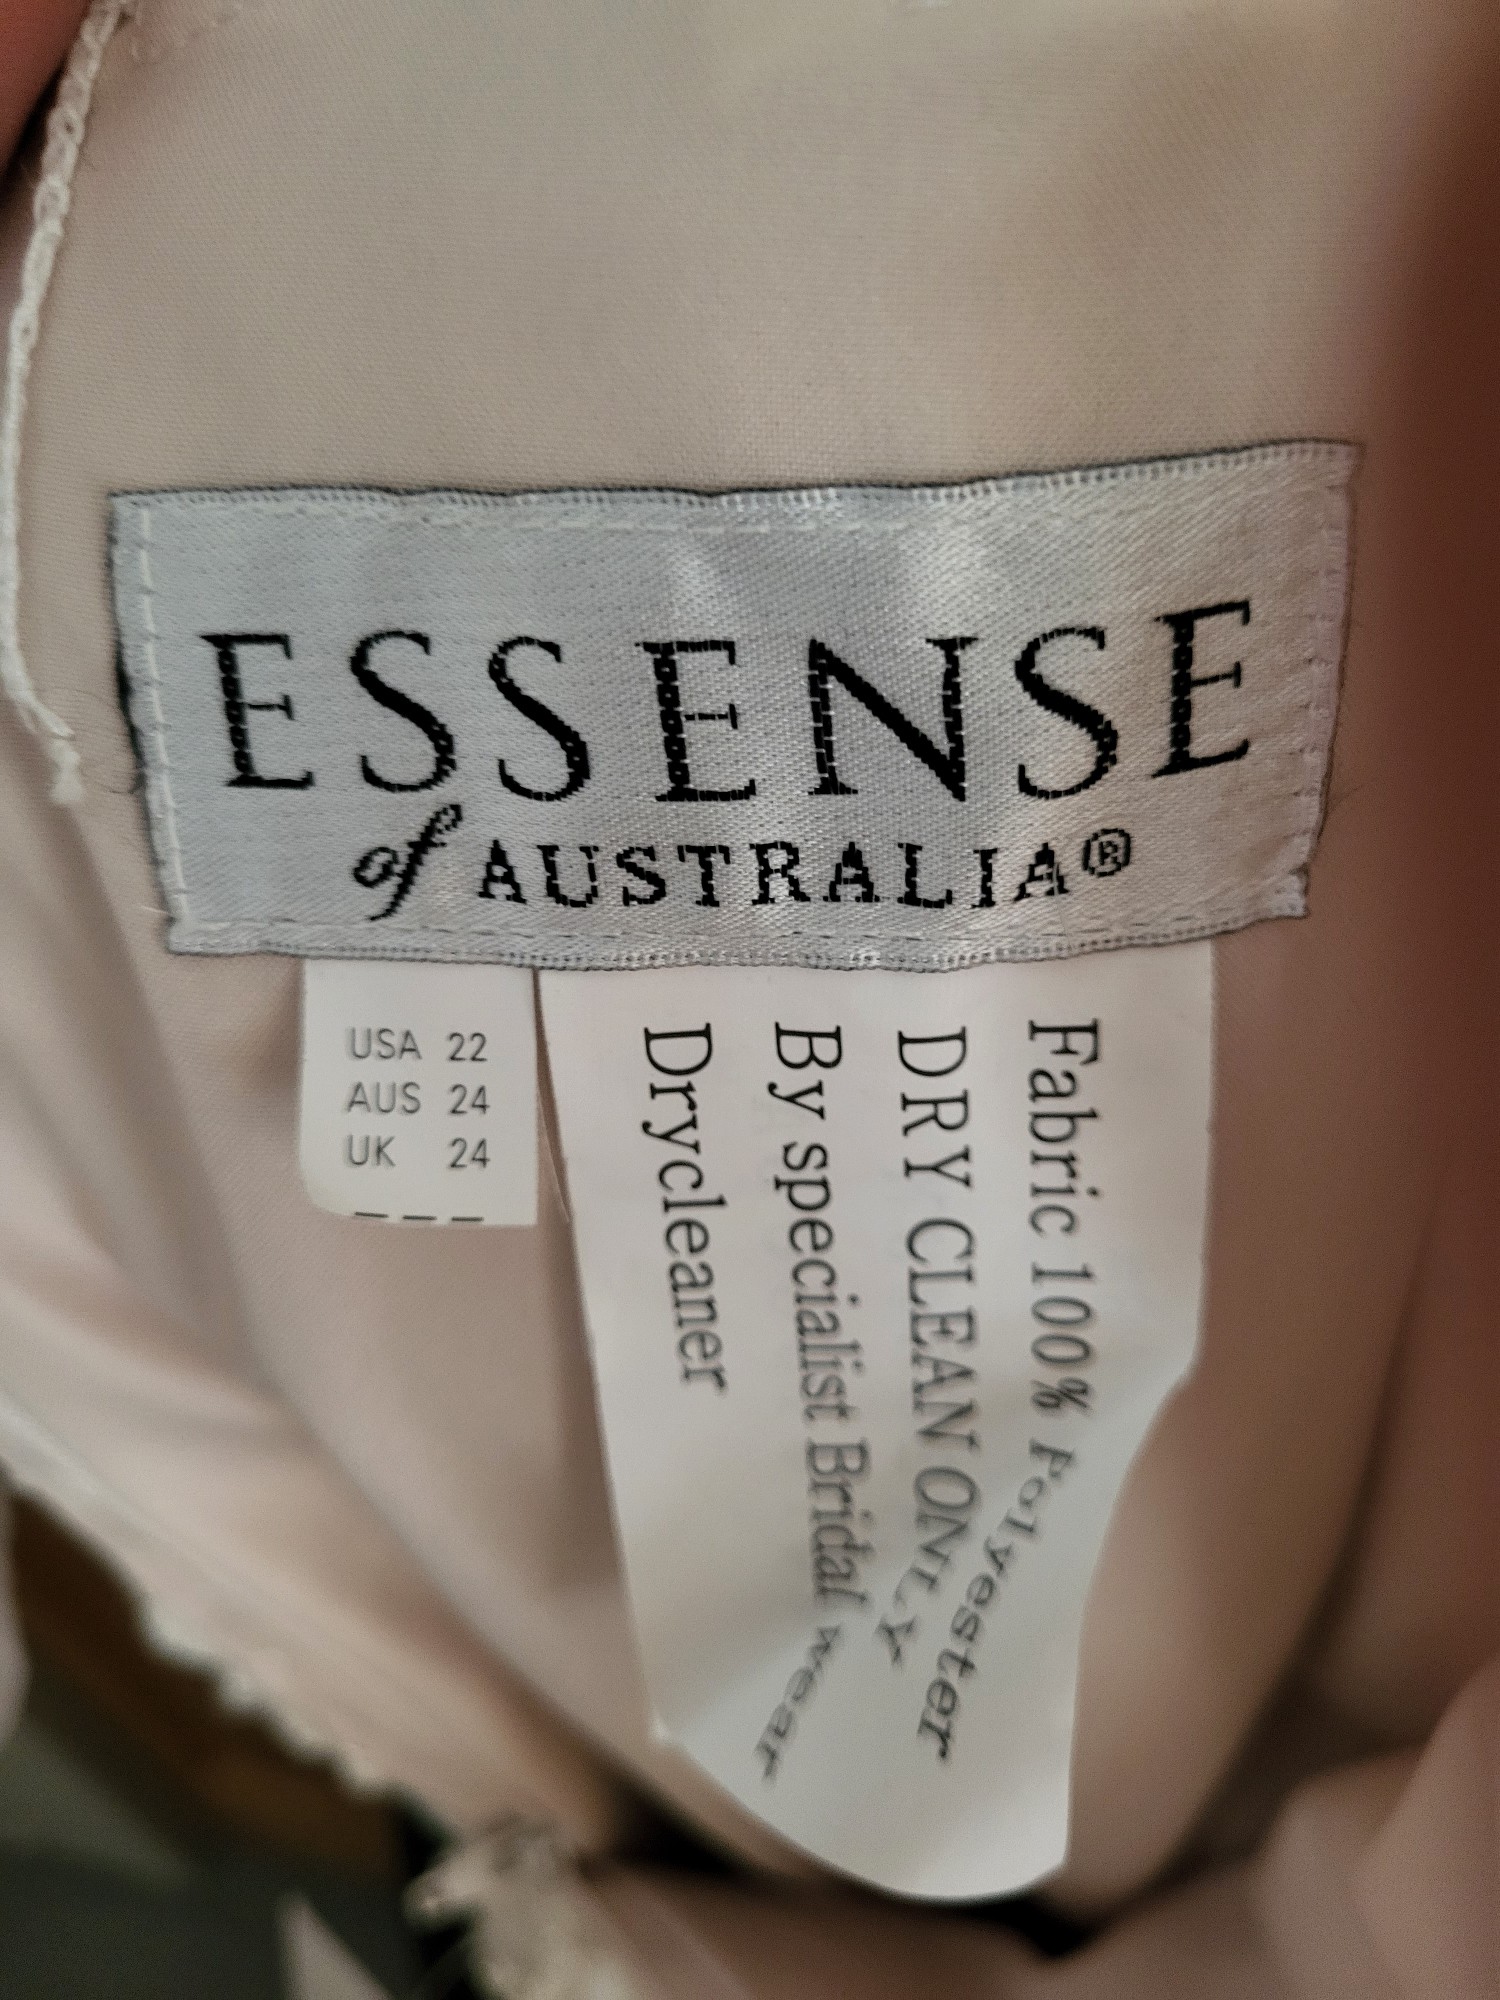 ESSENSE
of AUSTRALIA®
USA 22
AUS 24
UK 24
Fabric 100% Polyester
DRY CLEAN ONLY
By specialist Bridal wear
Drycleaner